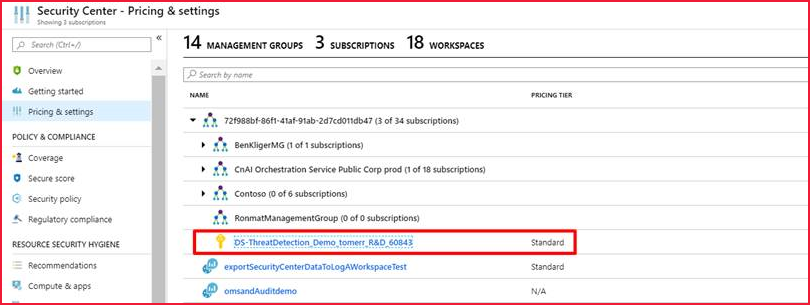 Security Center - Pricing & settings
Showing 3 subscriptions
Search (Ctrl+/)
«
Overview
Getting started
Pricing & settings
POLICY & COMPLIANCE
Coverage
Secure score
Security policy
Regulatory compliance
RESOURCE SECURITY HYGIENE
Recommendations
Compute & apps
14 MANAGEMENT GROUPS 3 SUBSCRIPTIONS 18 WORKSPACES
Search by name
NAME PRICING TIER
72f988bf-86f1-41af-91ab-2d7cd011db47 (3 of 34 subscriptions)
BenKligerMG (1 of 1 subscriptions)
CnAI Orchestration Service Public Corp prod (1 of 18 subscriptions)
Contoso (0 of 6 subscriptions)
RonmatManagementGroup (0 of 0 subscriptions)
DS-ThreatDetection_Demo_tomerr_R&D_60843 Standard
exportSecurityCenterDataToLogAWorkspaceTest Standard
omsandAuditdemo N/A